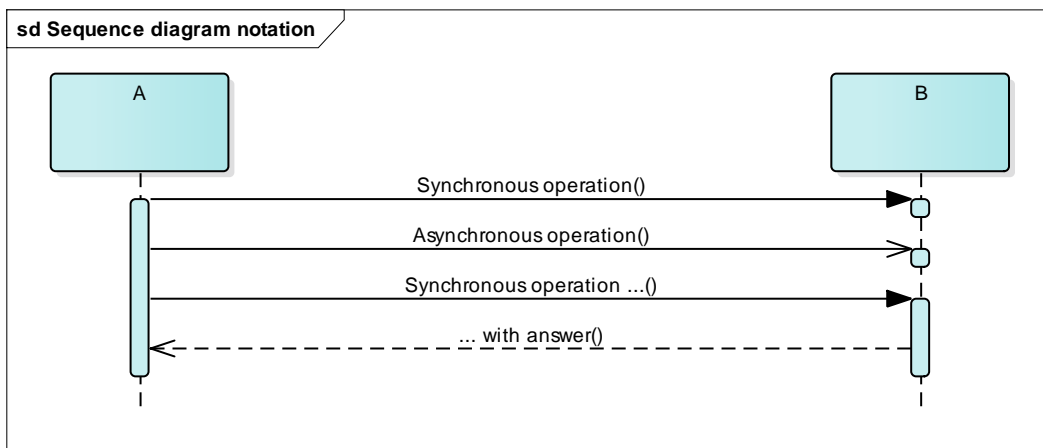 sd Sequence diagram notation
A
B
Synchronous operation()
Asynchronous operation()
Synchronous operation ...()
... with answer()